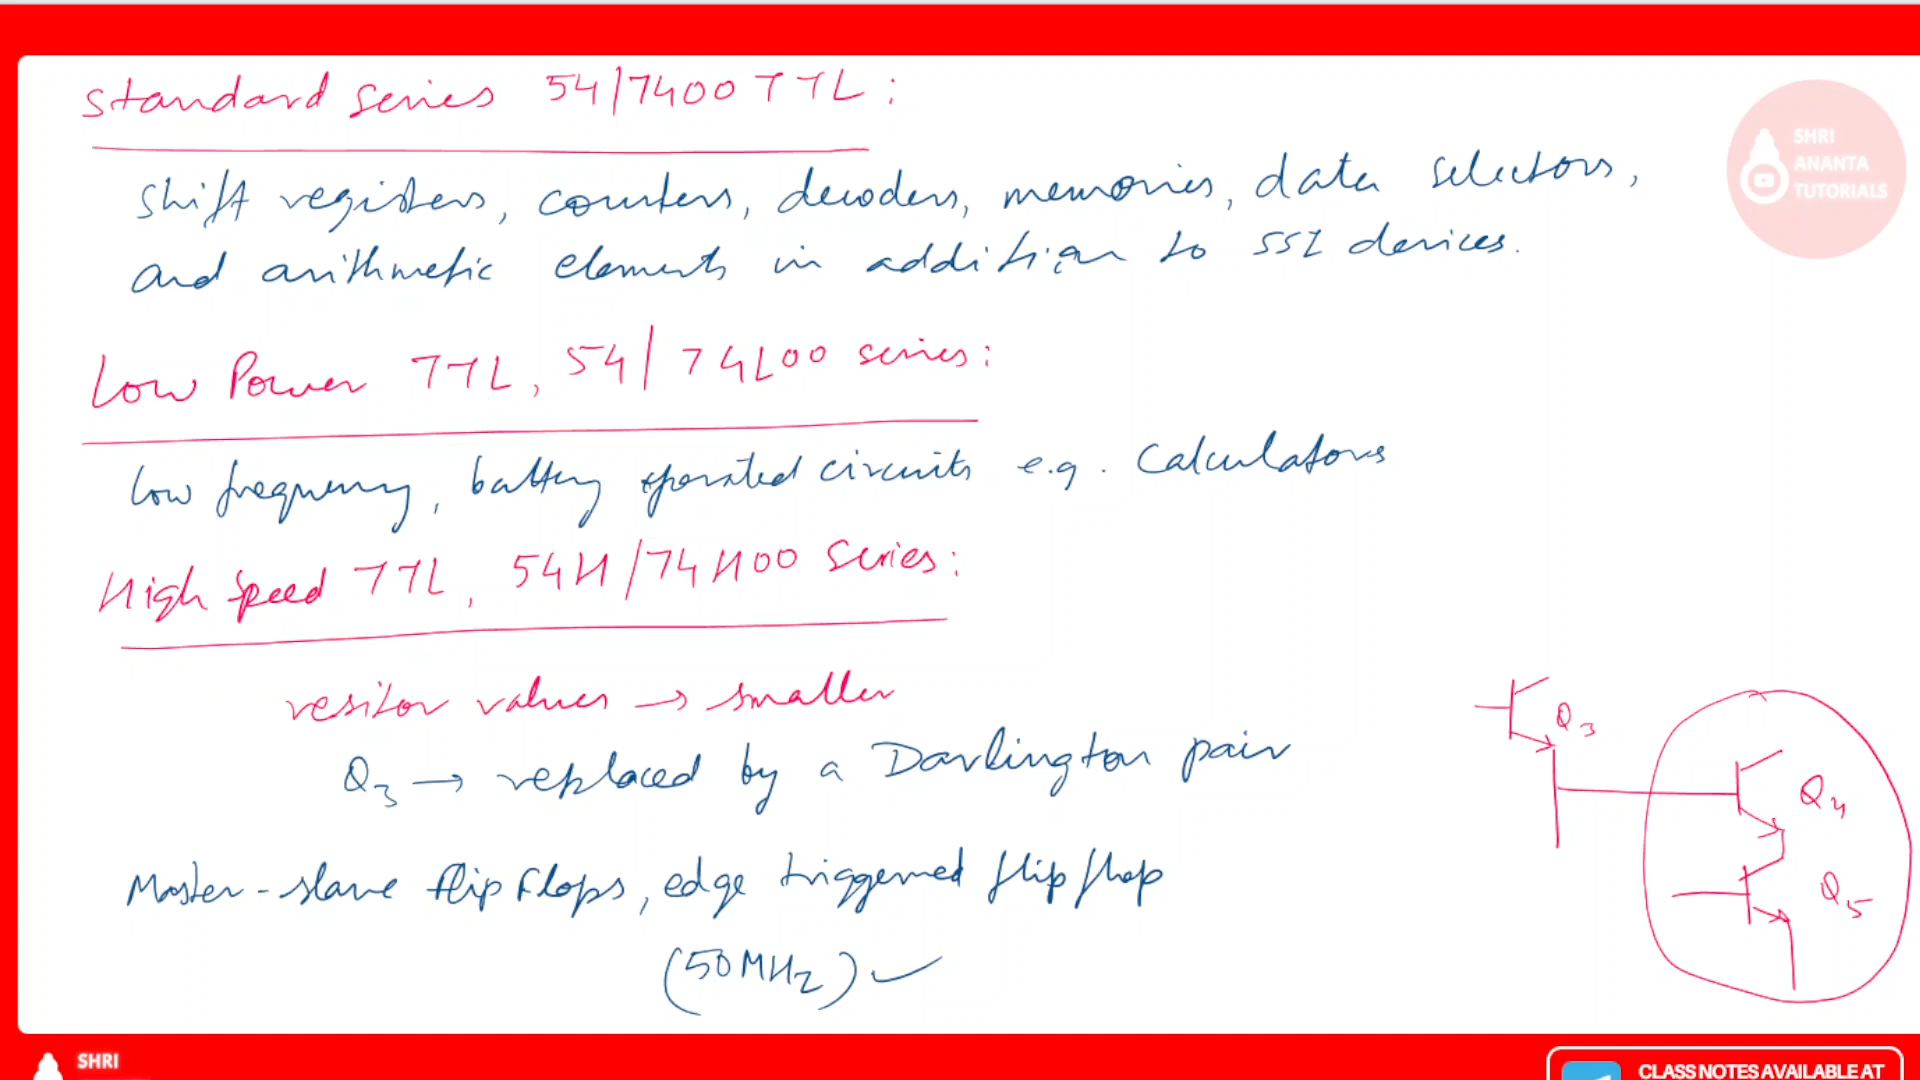 Standard series 54/7400 TTL:
SHRI
ANANTA
TUTORIALS
Shift registers, counters, decoders, memories, data selectors,
and arithmetic elements in addition to SSI devices.
Low Power TTL, 54/74L00 series:
low frequency, battery operated circuits e.g. Calculators
High Speed TTL, 54H/74H00 Series:
resitor values → smaller
Q3 → replaced by a Darlington pair
Q3
Q4
Q5
Master-slave flip flops, edge triggered flip flop
(50MHz) ✓
SHRI
CLASS NOTES AVAILABLE AT